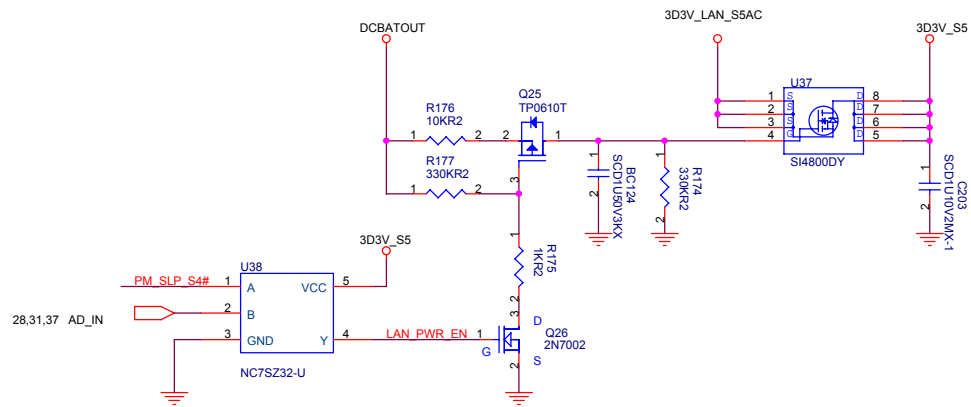 3D3V_LAN_S5AC
DCBATOUT
3D3V_S5
U37
Q25
TP0610T
R176
10KR2
1 2 2 1
R177
330KR2
1 2 3
1 S D 8
2 S D 7
3 S D 6
4 G D 5
SI4800DY
1 2
BC124
SCD1U50V3KX
1 2
R174
330KR2
1 2
C203
SCD1U10V2MX-1
3D3V_S5
1 2
R175
1KR2
U38
PM_SLP_S4#
1 A VCC 5
28,31,37 AD_IN
2 B
3 GND Y 4
LAN_PWR_EN
NC7SZ32-U
3 D
1 G
2 S
Q26
2N7002